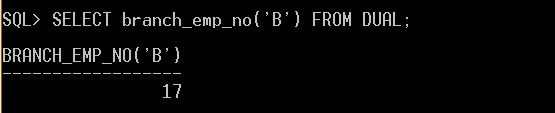 SQL> SELECT branch_emp_no('B') FROM DUAL;
BRANCH_EMP_NO('B')
------------------
17